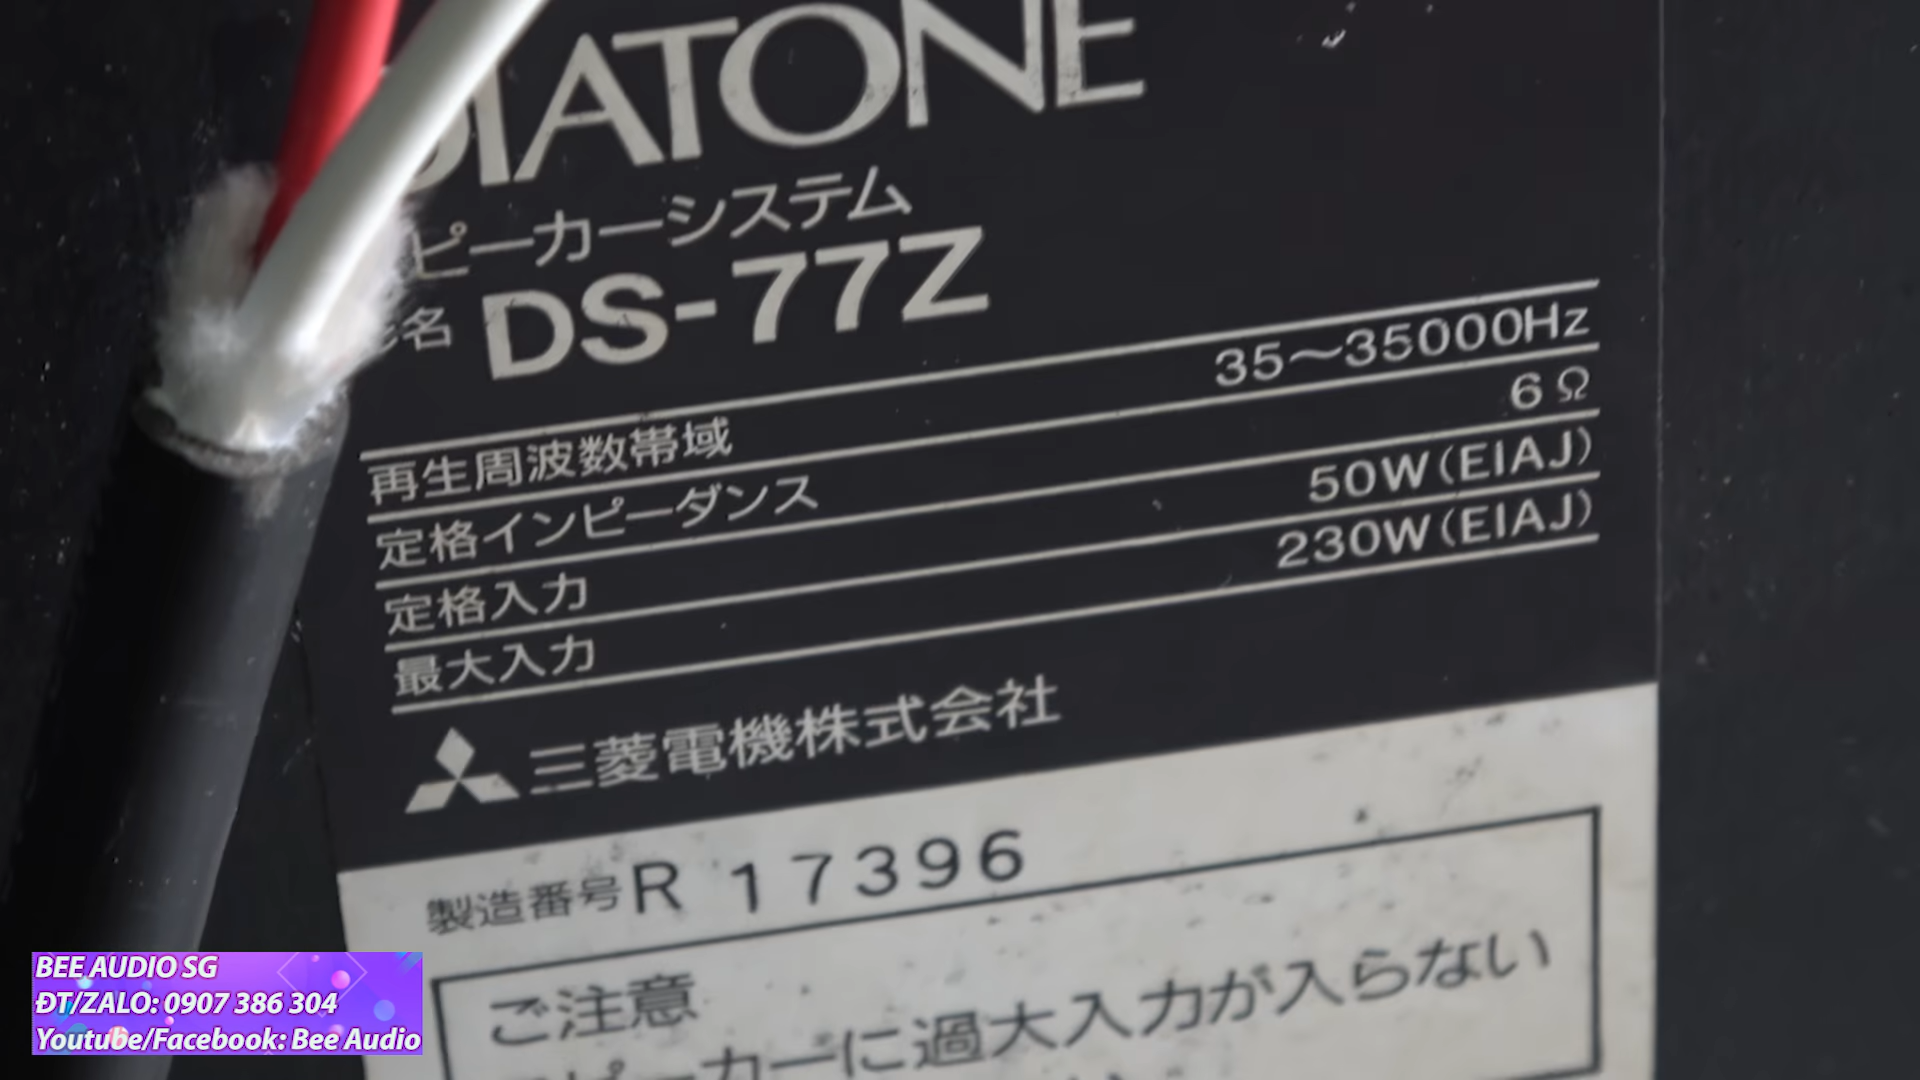 DIATONE
ピーカーシステム
名 DS-77Z
再生周波数帯域 35～35000Hz
定格インピーダンス 6Ω
定格入力 50W(EIAJ)
最大入力 230W(EIAJ)
三菱電機株式会社
製造番号 R 17396
ご注意
ピーカーに過大入力が入らない
BEE AUDIO SG
ĐT/ZALO: 0907 386 304
Youtube/Facebook: Bee Audio